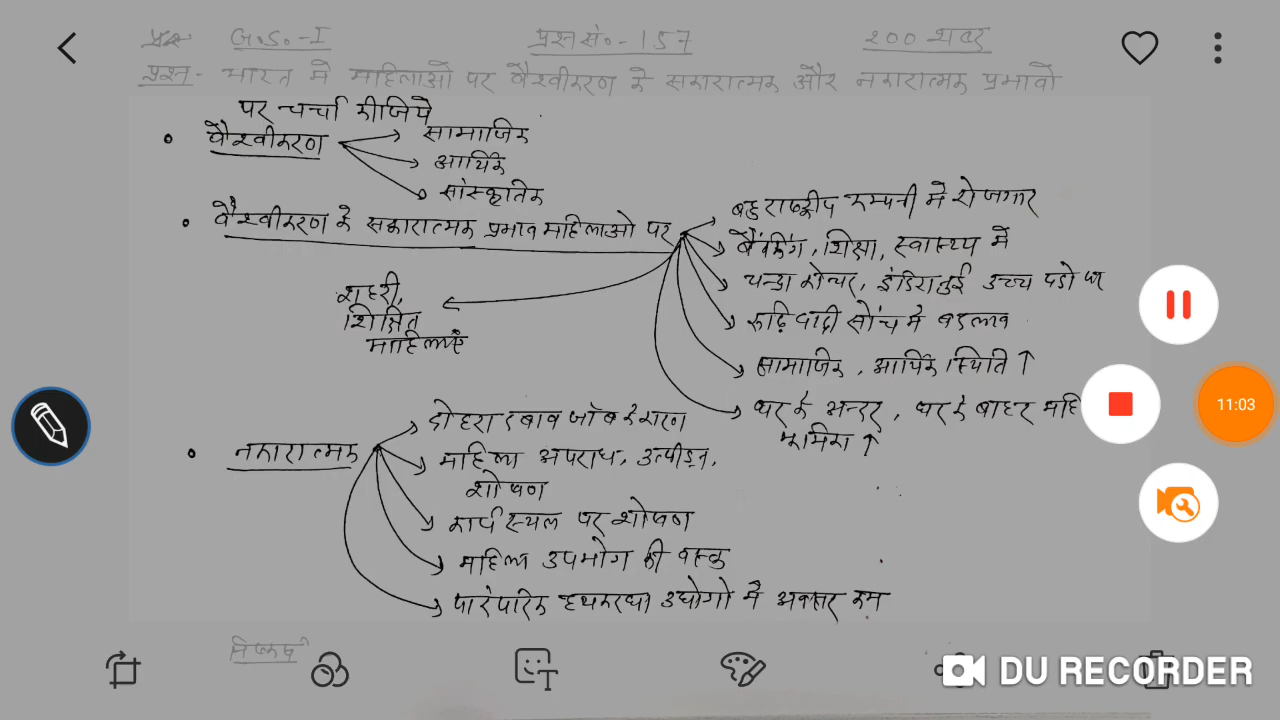 प्रश्न G.S.-I प्रश्न सं०-157 200 शब्द
प्रश्न- भारत में महिलाओं पर वैश्वीकरण के सकारात्मक और नकारात्मक प्रभावों
पर चर्चा कीजिये
• वैश्वीकरण
सामाजिक
आर्थिक
सांस्कृतिक
• वैश्वीकरण के सकारात्मक प्रभाव महिलाओं पर
बहुराष्ट्रीय कम्पनी में रोजगार
बैंकिंग, शिक्षा, स्वास्थ्य में
चन्दा कोचर, इंदिरा नुई उच्च पदों पर
रूढ़िवादी सोच में बदलाव
सामाजिक, आर्थिक स्थिति ↑
घर के अन्दर, घर के बाहर महि
भूमिका ↑
शहरी,
शिक्षित
महिलाएं
• नकारात्मक
दोहरा दबाव जॉब के कारण
महिला अपराध, उत्पीड़न,
शोषण
कार्य स्थल पर शोषण
महिला उपभोग की वस्तु
पारंपरिक हथकरघा उद्योगों में अवसर कम
निष्कर्ष
11:03
DU RECORDER